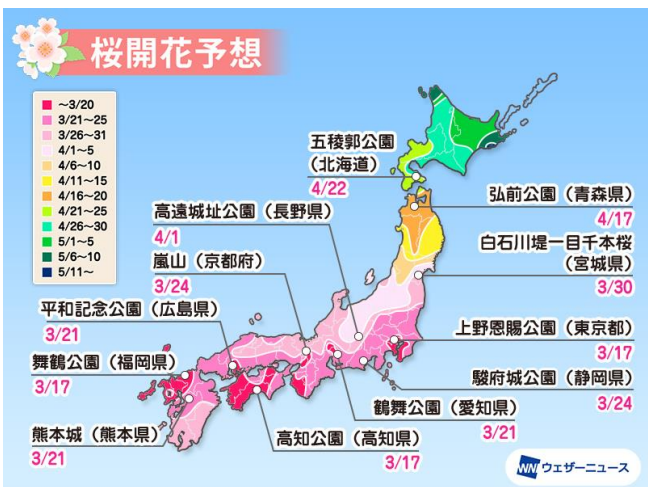 桜開花予想
～3/20
3/21～25
3/26～31
4/1～5
4/6～10
4/11～15
4/16～20
4/21～25
4/26～30
5/1～5
5/6～10
5/11～
五稜郭公園
（北海道）
4/22
弘前公園（青森県）
4/17
高遠城址公園（長野県）
4/1
白石川堤一目千本桜
（宮城県）
3/30
嵐山（京都府）
3/24
平和記念公園（広島県）
3/21
上野恩賜公園（東京都）
3/17
舞鶴公園（福岡県）
3/17
駿府城公園（静岡県）
3/24
鶴舞公園（愛知県）
3/21
熊本城（熊本県）
3/21
高知公園（高知県）
3/17
WNI ウェザーニュース